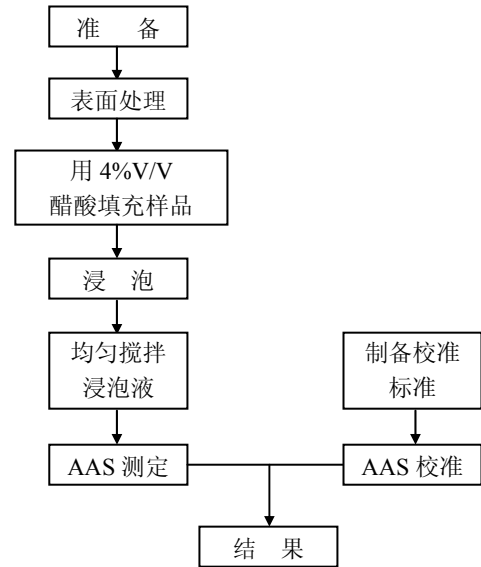 准 备
表面处理
用 4%V/V
醋酸填充样品
浸 泡
均匀搅拌
浸泡液
制备校准
标准
AAS 测定
AAS 校准
结 果